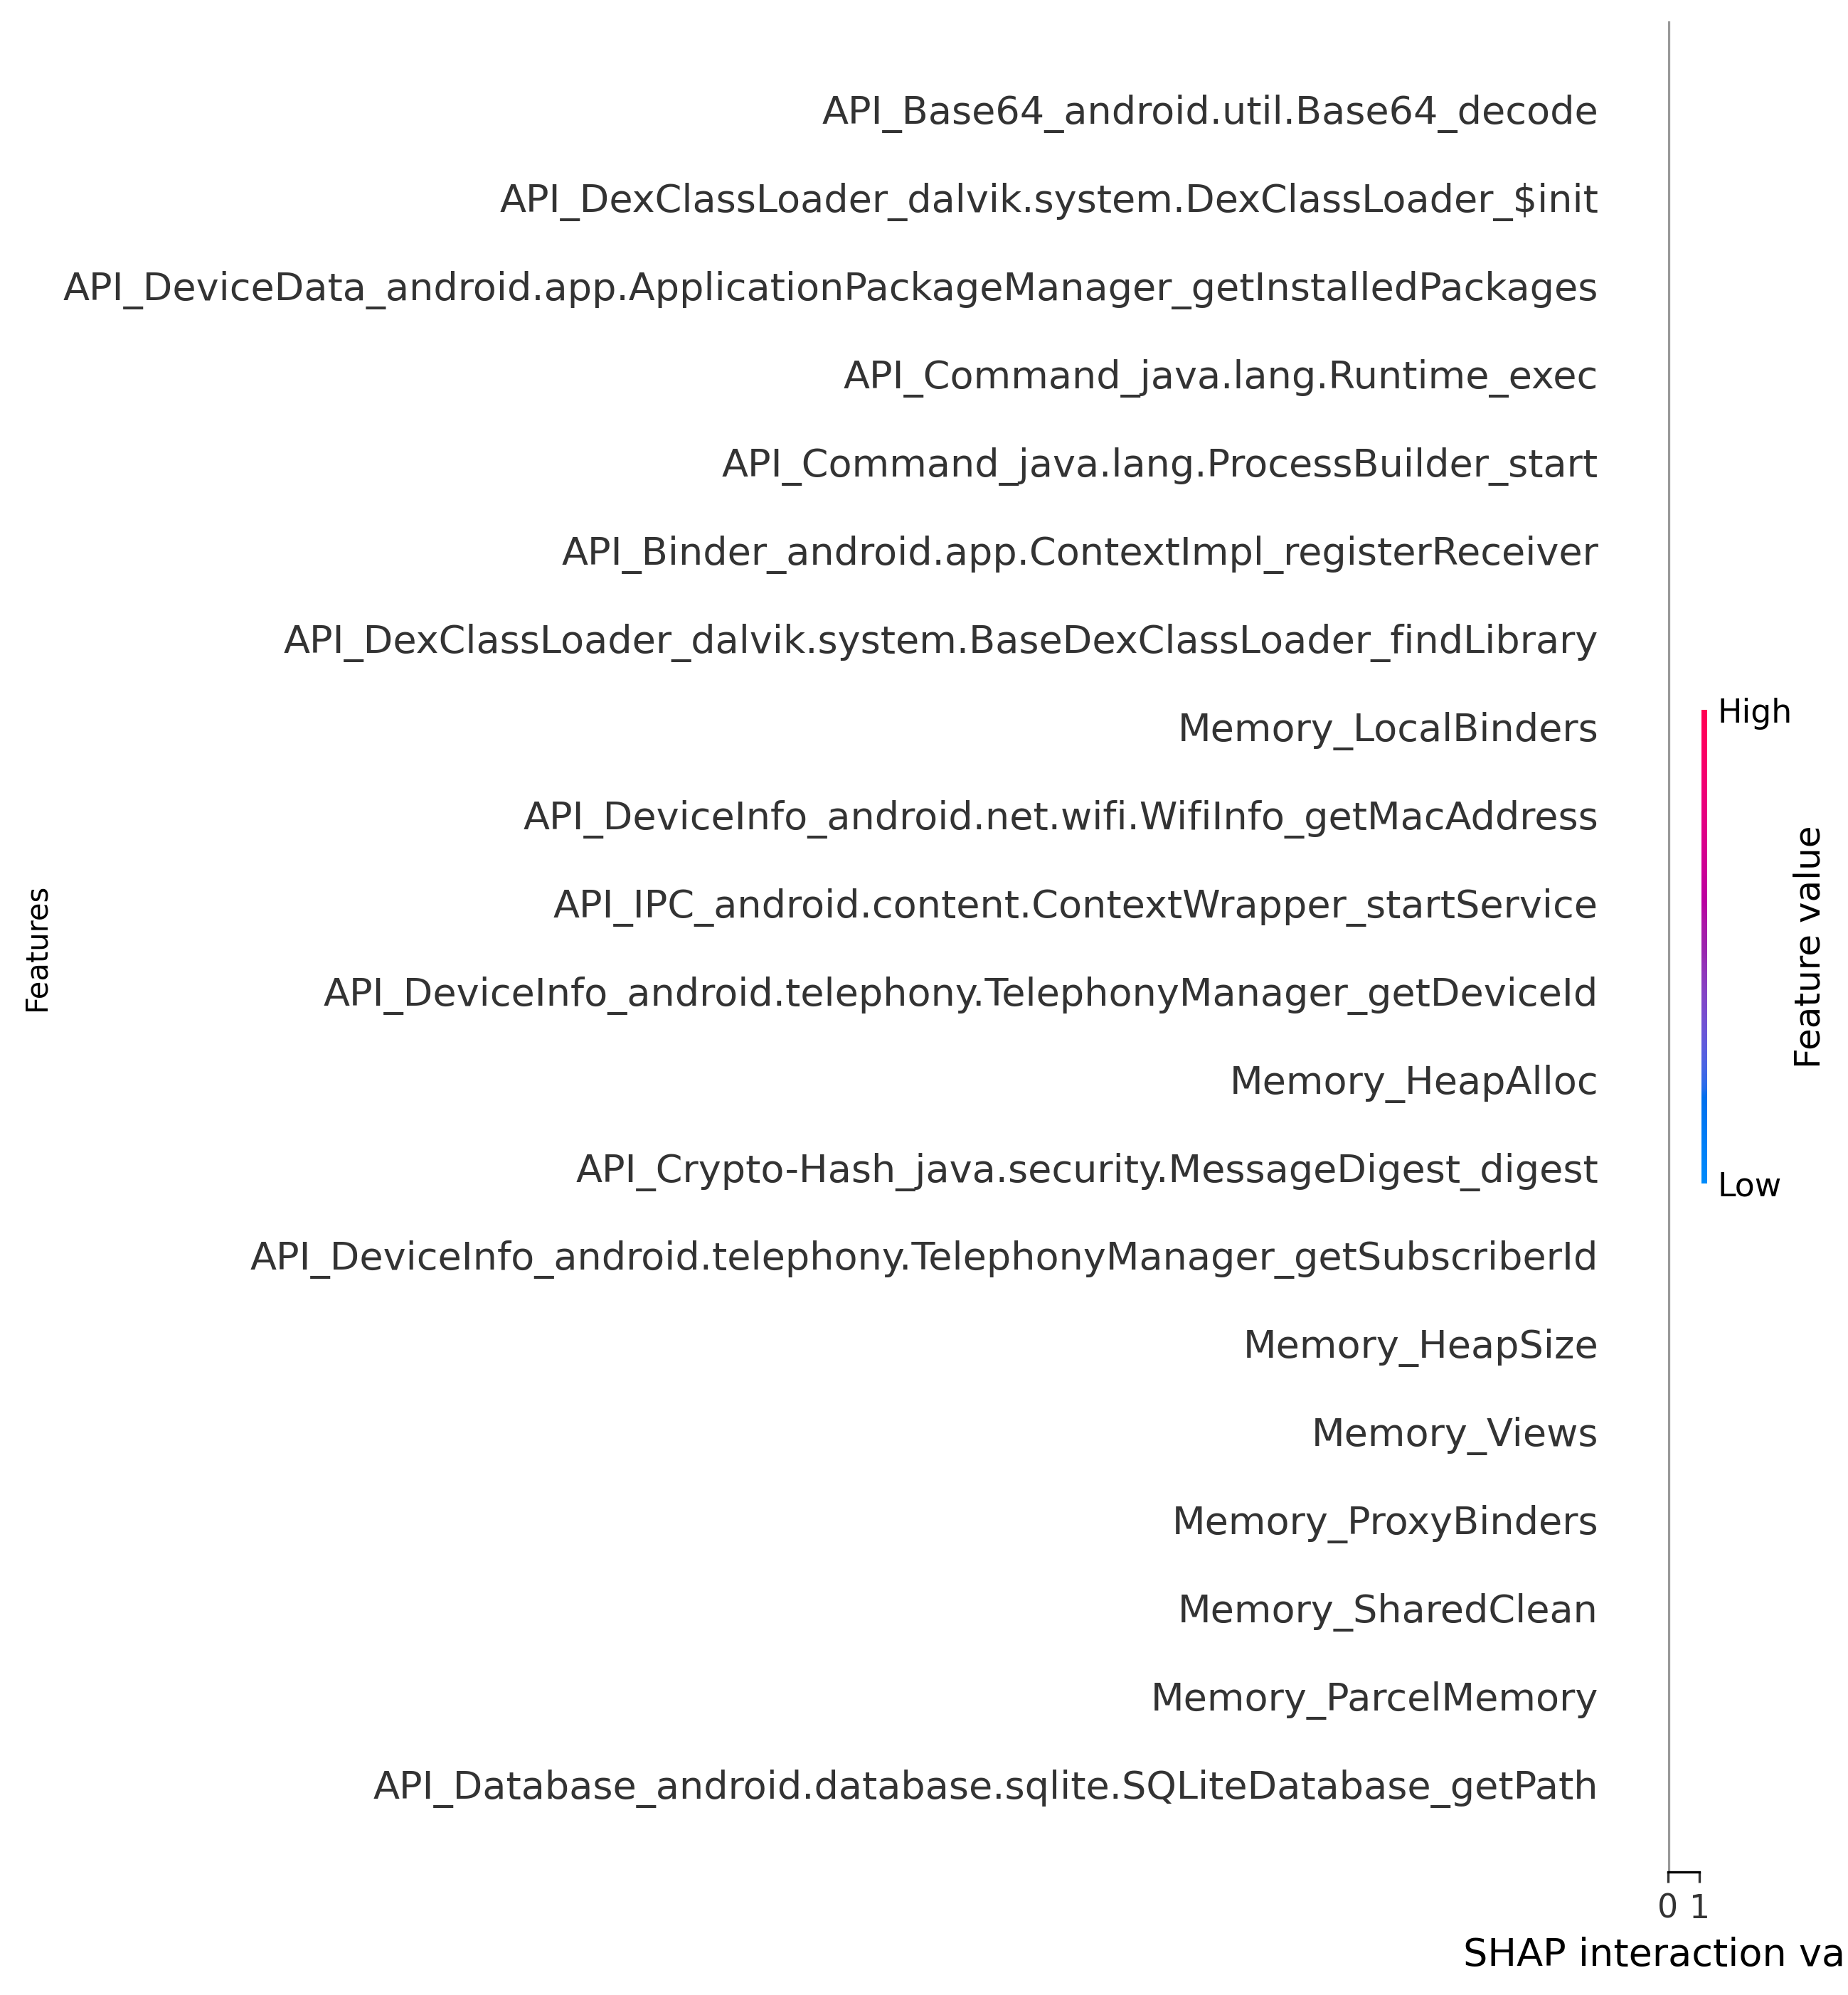 API_Base64_android.util.Base64_decode
API_DexClassLoader_dalvik.system.DexClassLoader_$init
API_DeviceData_android.app.ApplicationPackageManager_getInstalledPackages
API_Command_java.lang.Runtime_exec
API_Command_java.lang.ProcessBuilder_start
API_Binder_android.app.ContextImpl_registerReceiver
API_DexClassLoader_dalvik.system.BaseDexClassLoader_findLibrary
Memory_LocalBinders
API_DeviceInfo_android.net.wifi.WifiInfo_getMacAddress
API_IPC_android.content.ContextWrapper_startService
API_DeviceInfo_android.telephony.TelephonyManager_getDeviceId
Memory_HeapAlloc
API_Crypto-Hash_java.security.MessageDigest_digest
API_DeviceInfo_android.telephony.TelephonyManager_getSubscriberId
Memory_HeapSize
Memory_Views
Memory_ProxyBinders
Memory_SharedClean
Memory_ParcelMemory
API_Database_android.database.sqlite.SQLiteDatabase_getPath
Features
High
Feature value
Low
0 1
SHAP interaction va